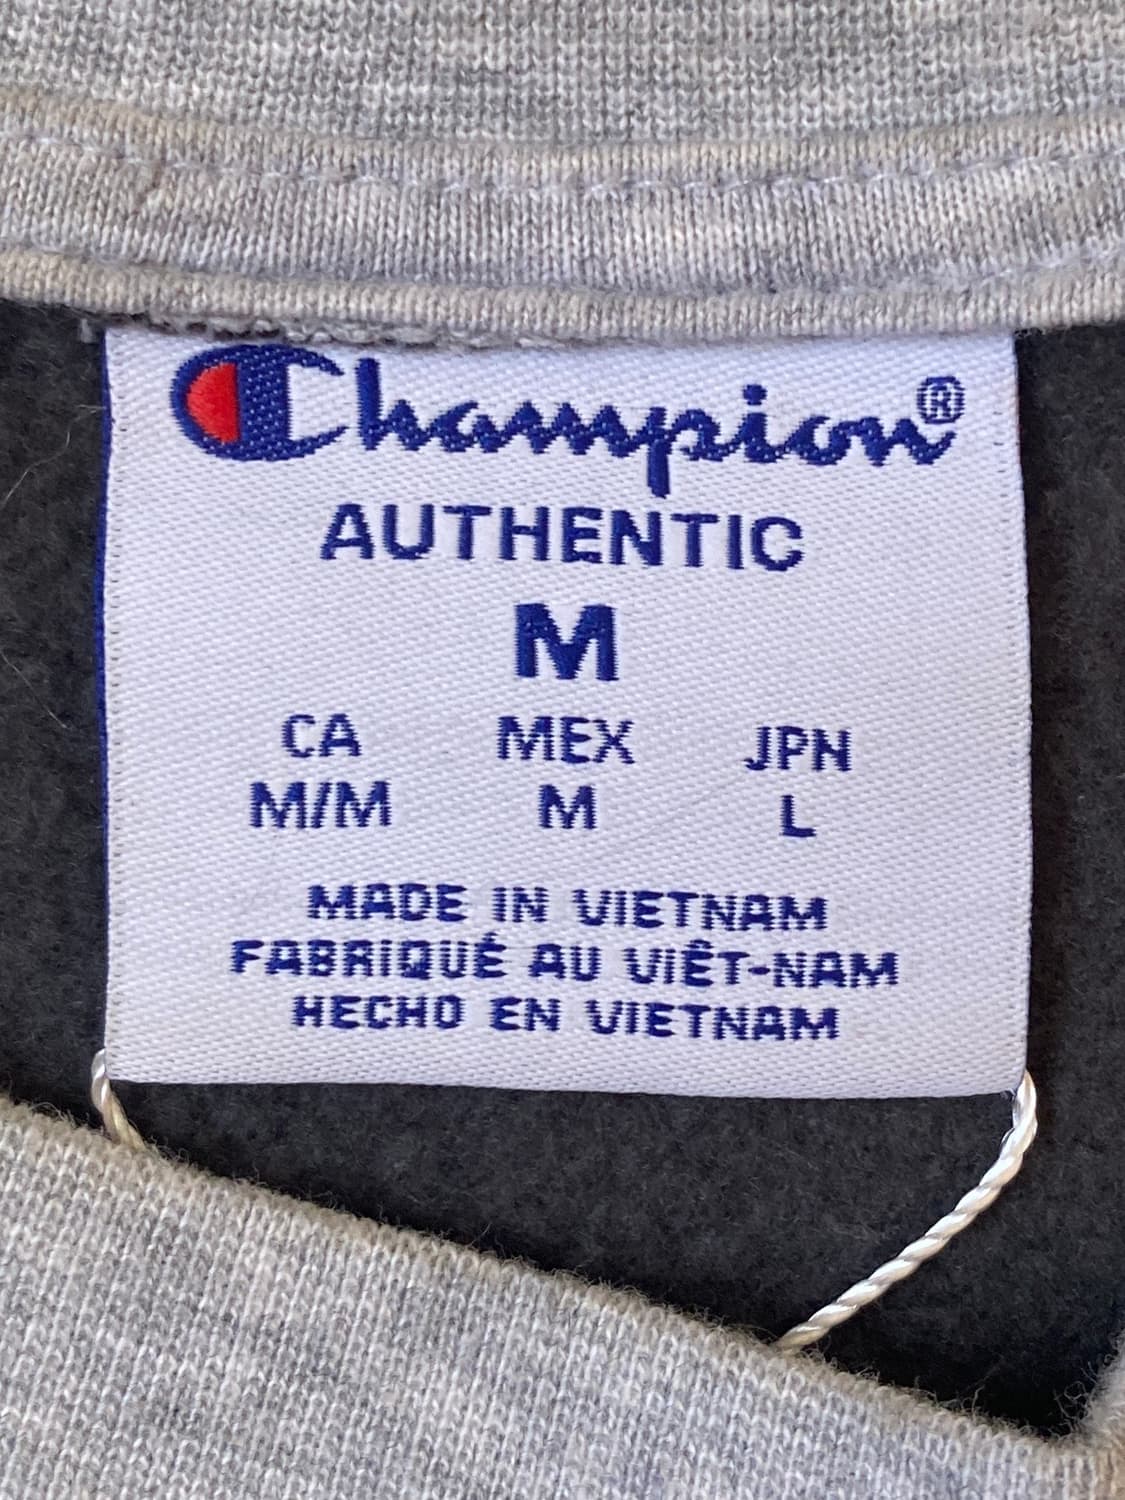 Champion®
AUTHENTIC
M
CA MEX JPN
M/M M L
MADE IN VIETNAM
FABRIQUÉ AU VIÊT-NAM
HECHO EN VIETNAM